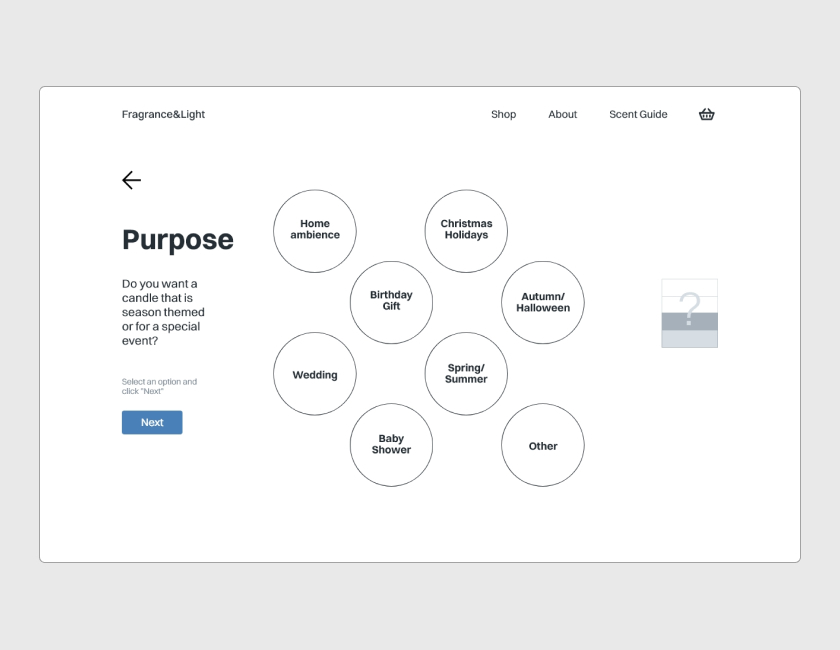 Fragrance&Light
Shop
About
Scent Guide
Purpose
Do you want a
candle that is
season themed
or for a special
event?
Select an option and
click "Next"
Next
Home
ambience
Christmas
Holidays
Birthday
Gift
Autumn/
Halloween
Wedding
Spring/
Summer
Baby
Shower
Other
?